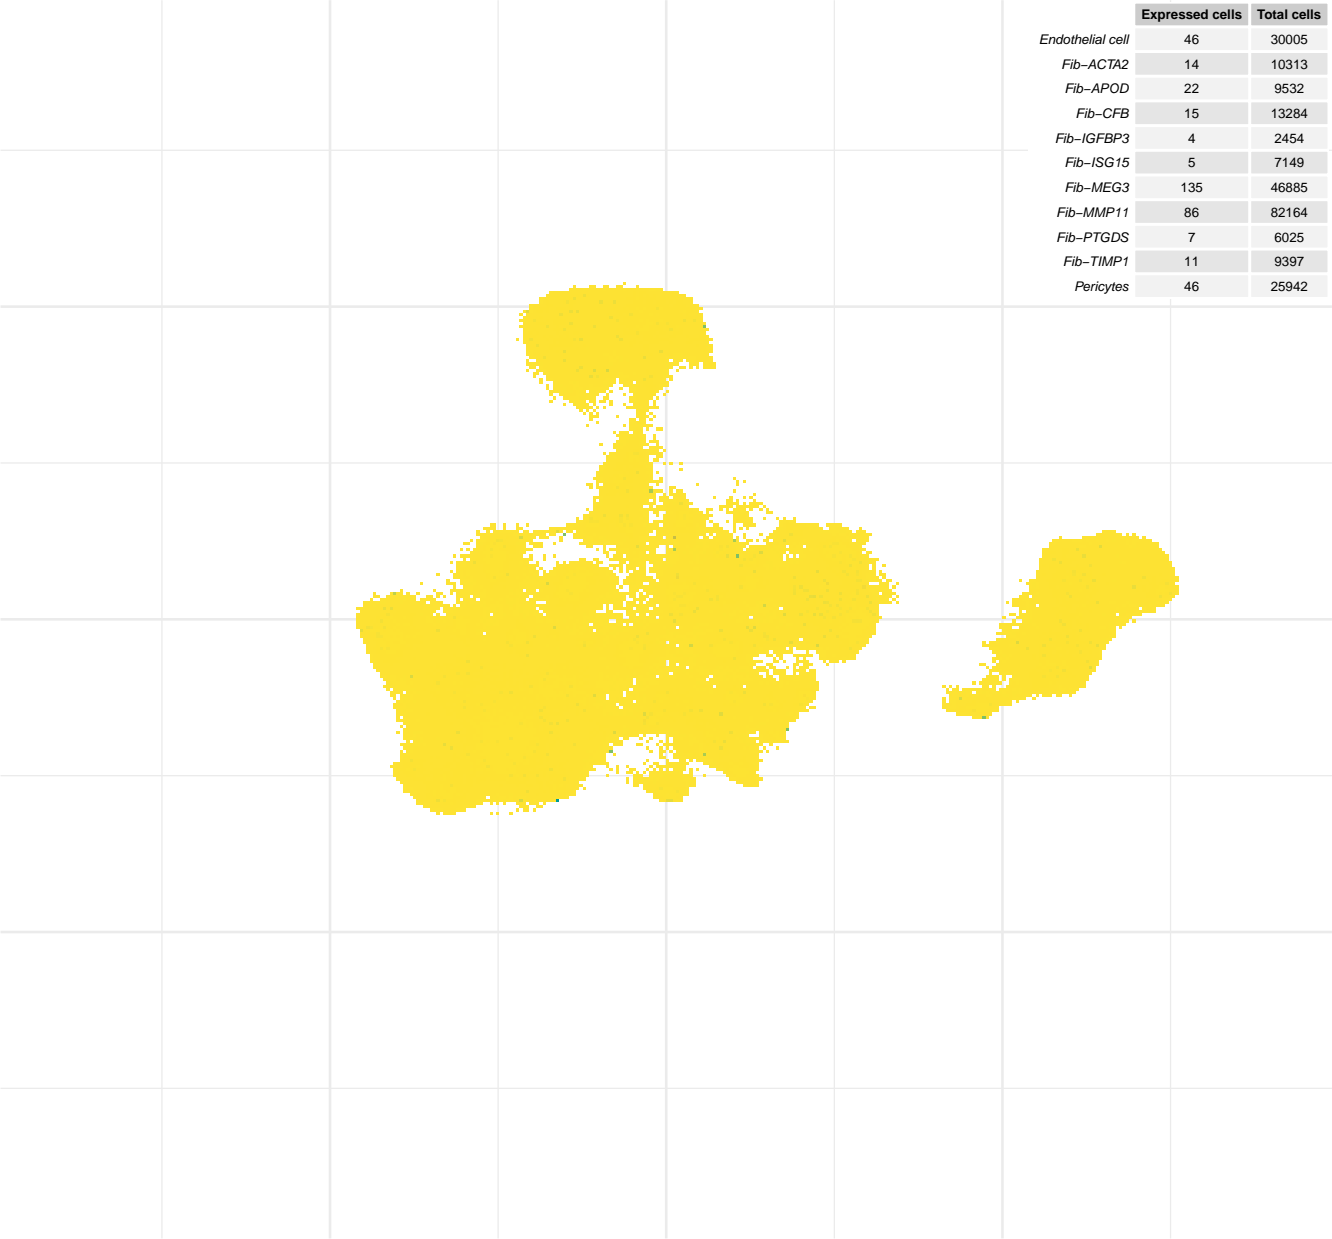 Expressed cells Total cells
Endothelial cell 46 30005
Fib−ACTA2 14 10313
Fib−APOD 22 9532
Fib−CFB 15 13284
Fib−IGFBP3 4 2454
Fib−ISG15 5 7149
Fib−MEG3 135 46885
Fib−MMP11 86 82164
Fib−PTGDS 7 6025
Fib−TIMP1 11 9397
Pericytes 46 25942